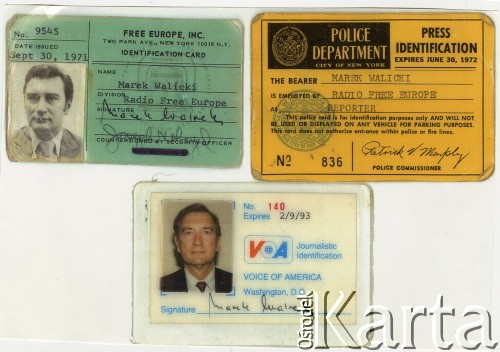 No. 9545
DATE ISSUED
Sept 30, 1971
FREE EUROPE, INC.
TWO PARK AVE., NEW YORK 10016 N.Y.
IDENTIFICATION CARD
NAME
Marek Walicki
DIVISION
Radio Free Europe
SIGNATURE
Marek Walicki
COUNTERSIGNED BY SECURITY OFFICER
POLICE
DEPARTMENT
CITY OF NEW YORK
PRESS
IDENTIFICATION
EXPIRES JUNE 30, 1972
THE BEARER MAREK WALICKI
IS EMPLOYED BY RADIO FREE EUROPE
AS REPORTER
This police card is for identification purposes only AND WILL NOT
BE USED OR DISPLAYED ON ANY VEHICLE FOR PARKING PURPOSES.
This card does not authorize entrance within police or fire lines.
No 836
Patrick V Murphy
POLICE COMMISSIONER
No. 140
Expires 2/9/93
VOA Journalistic
Identification
VOICE OF AMERICA
Washington, D.C.
Signature Marek Walicki
Ośrodek Karta